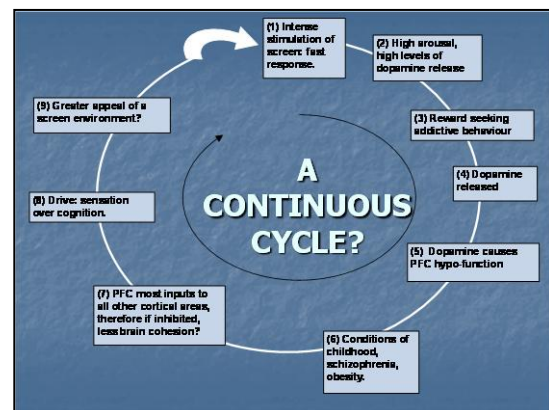 (1) Intense
stimulation of
screen: fast
response.
(2) High arousal,
high levels of
dopamine release
(3) Reward seeking
addictive behaviour
(4) Dopamine
released
(5) Dopamine causes
PFC hypo-function
(6) Conditions of
childhood,
schizophrenia,
obesity.
(7) PFC most inputs to
all other cortical areas,
therefore if inhibited,
less brain cohesion?
(8) Drive: sensation
over cognition.
(9) Greater appeal of a
screen environment?
A
CONTINUOUS
CYCLE?